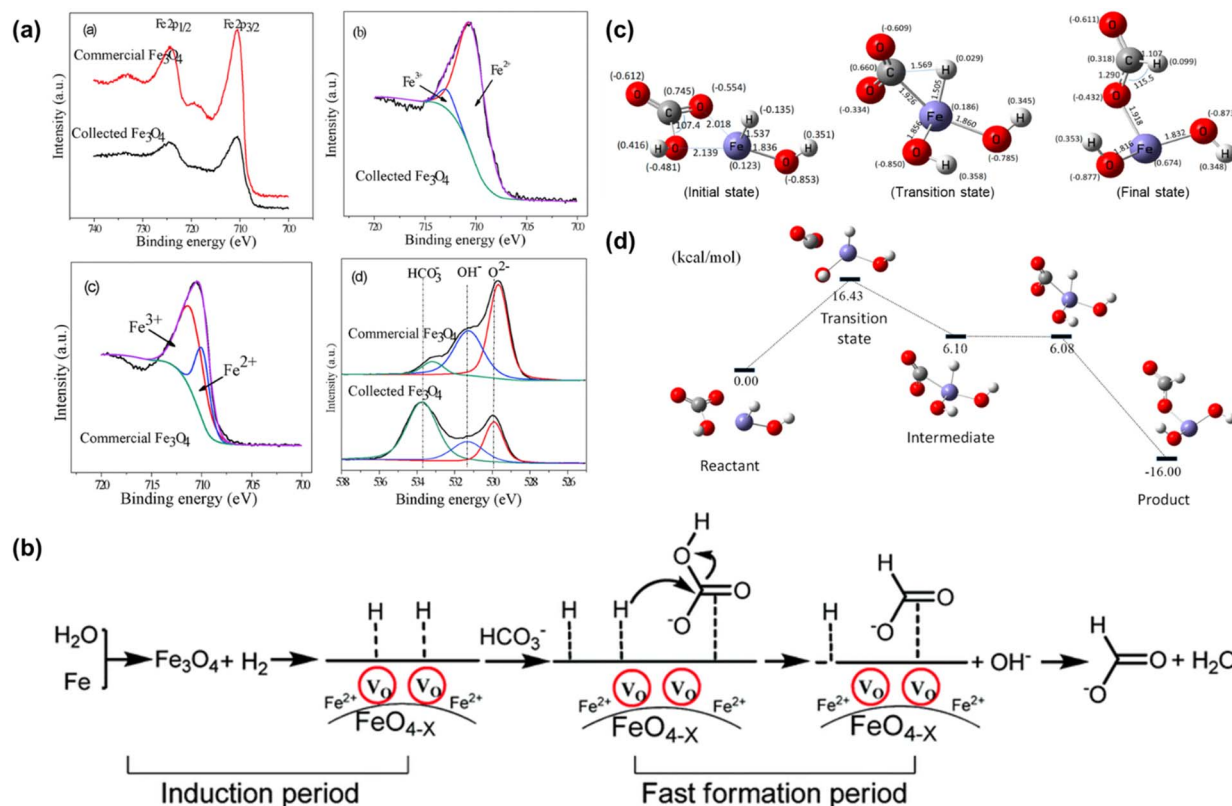 (a)
(a)
Fe2p1/2
Fe2p3/2
Commercial Fe3O4
Collected Fe3O4
Intensity (a.u.)
740 730 720 710 700
Binding energy (eV)
(b)
Fe3+
Fe2+
Collected Fe3O4
Intensity (a.u.)
720 715 710 705 700
Binding energy (eV)
(c)
Fe3+
Fe2+
Commercial Fe3O4
Intensity (a.u.)
720 715 710 705 700
Binding energy (eV)
(d)
HCO3-
OH-
O2-
Commercial Fe3O4
Collected Fe3O4
Intensity (a.u.)
538 536 534 532 530 528 526
Binding energy (eV)
(c)
(-0.612)
(0.745)
(-0.554)
O
C
O
(-0.135)
H
107.4
2.018
1.537
(0.351)
H
(0.416)
H
O
2.139
Fe
1.836
O
(-0.481)
(0.123)
(-0.853)
(Initial state)
(-0.609)
O
(0.029)
H
1.569
(0.660)
C
O
(-0.334)
1.926
1.505
(0.186)
(0.345)
H
Fe
1.856
1.860
O
(-0.850)
O
H
(-0.785)
(0.358)
(Transition state)
(-0.611)
O
1.107
(0.318)
C
H
(0.099)
1.290
115.5
(-0.432)
O
1.918
(0.353)
H
1.832
O
H
1.816
Fe
O
(0.674)
(-0.877)
(0.348)
(Final state)
(d)
(kcal/mol)
0.00
Reactant
16.43
Transition
state
6.10
Intermediate
6.08
-16.00
Product
(b)
H2O
Fe
Fe3O4 + H2
H H
VO VO
Fe2+ Fe2+
FeO4-X
HCO3-
H H
H
O
O
-O
VO VO
Fe2+ Fe2+
FeO4-X
H
H
O
-O
VO VO
Fe2+ Fe2+
FeO4-X
+ OH-
H
O + H2O
-O
Induction period
Fast formation period